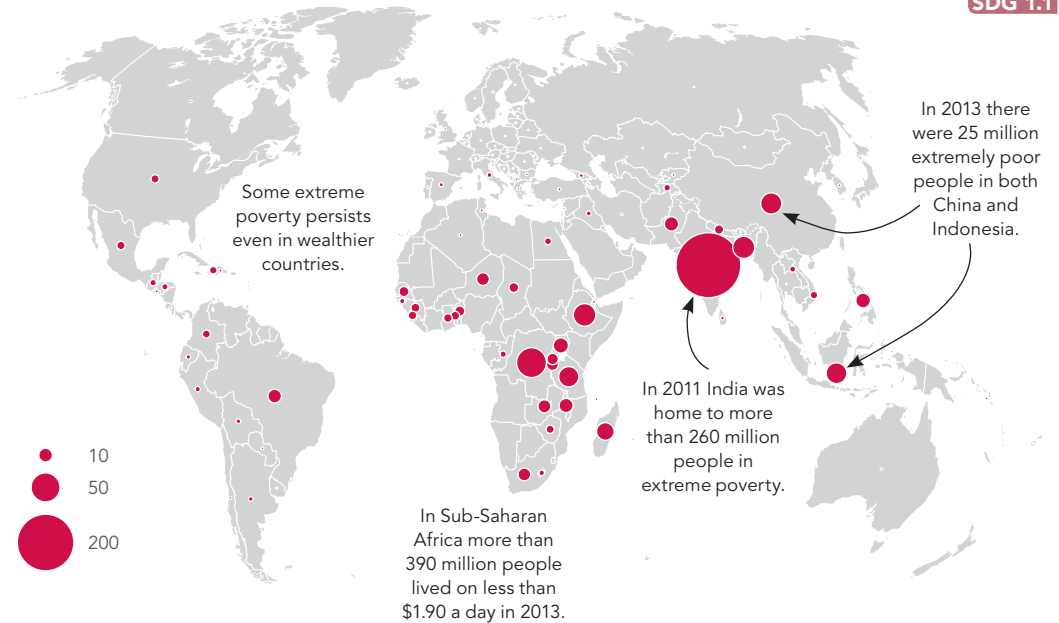 SDG 1.1
In 2013 there
were 25 million
extremely poor
people in both
China and
Indonesia.
Some extreme
poverty persists
even in wealthier
countries.
In 2011 India was
home to more
than 260 million
people in
extreme poverty.
10
50
200
In Sub-Saharan
Africa more than
390 million people
lived on less than
$1.90 a day in 2013.